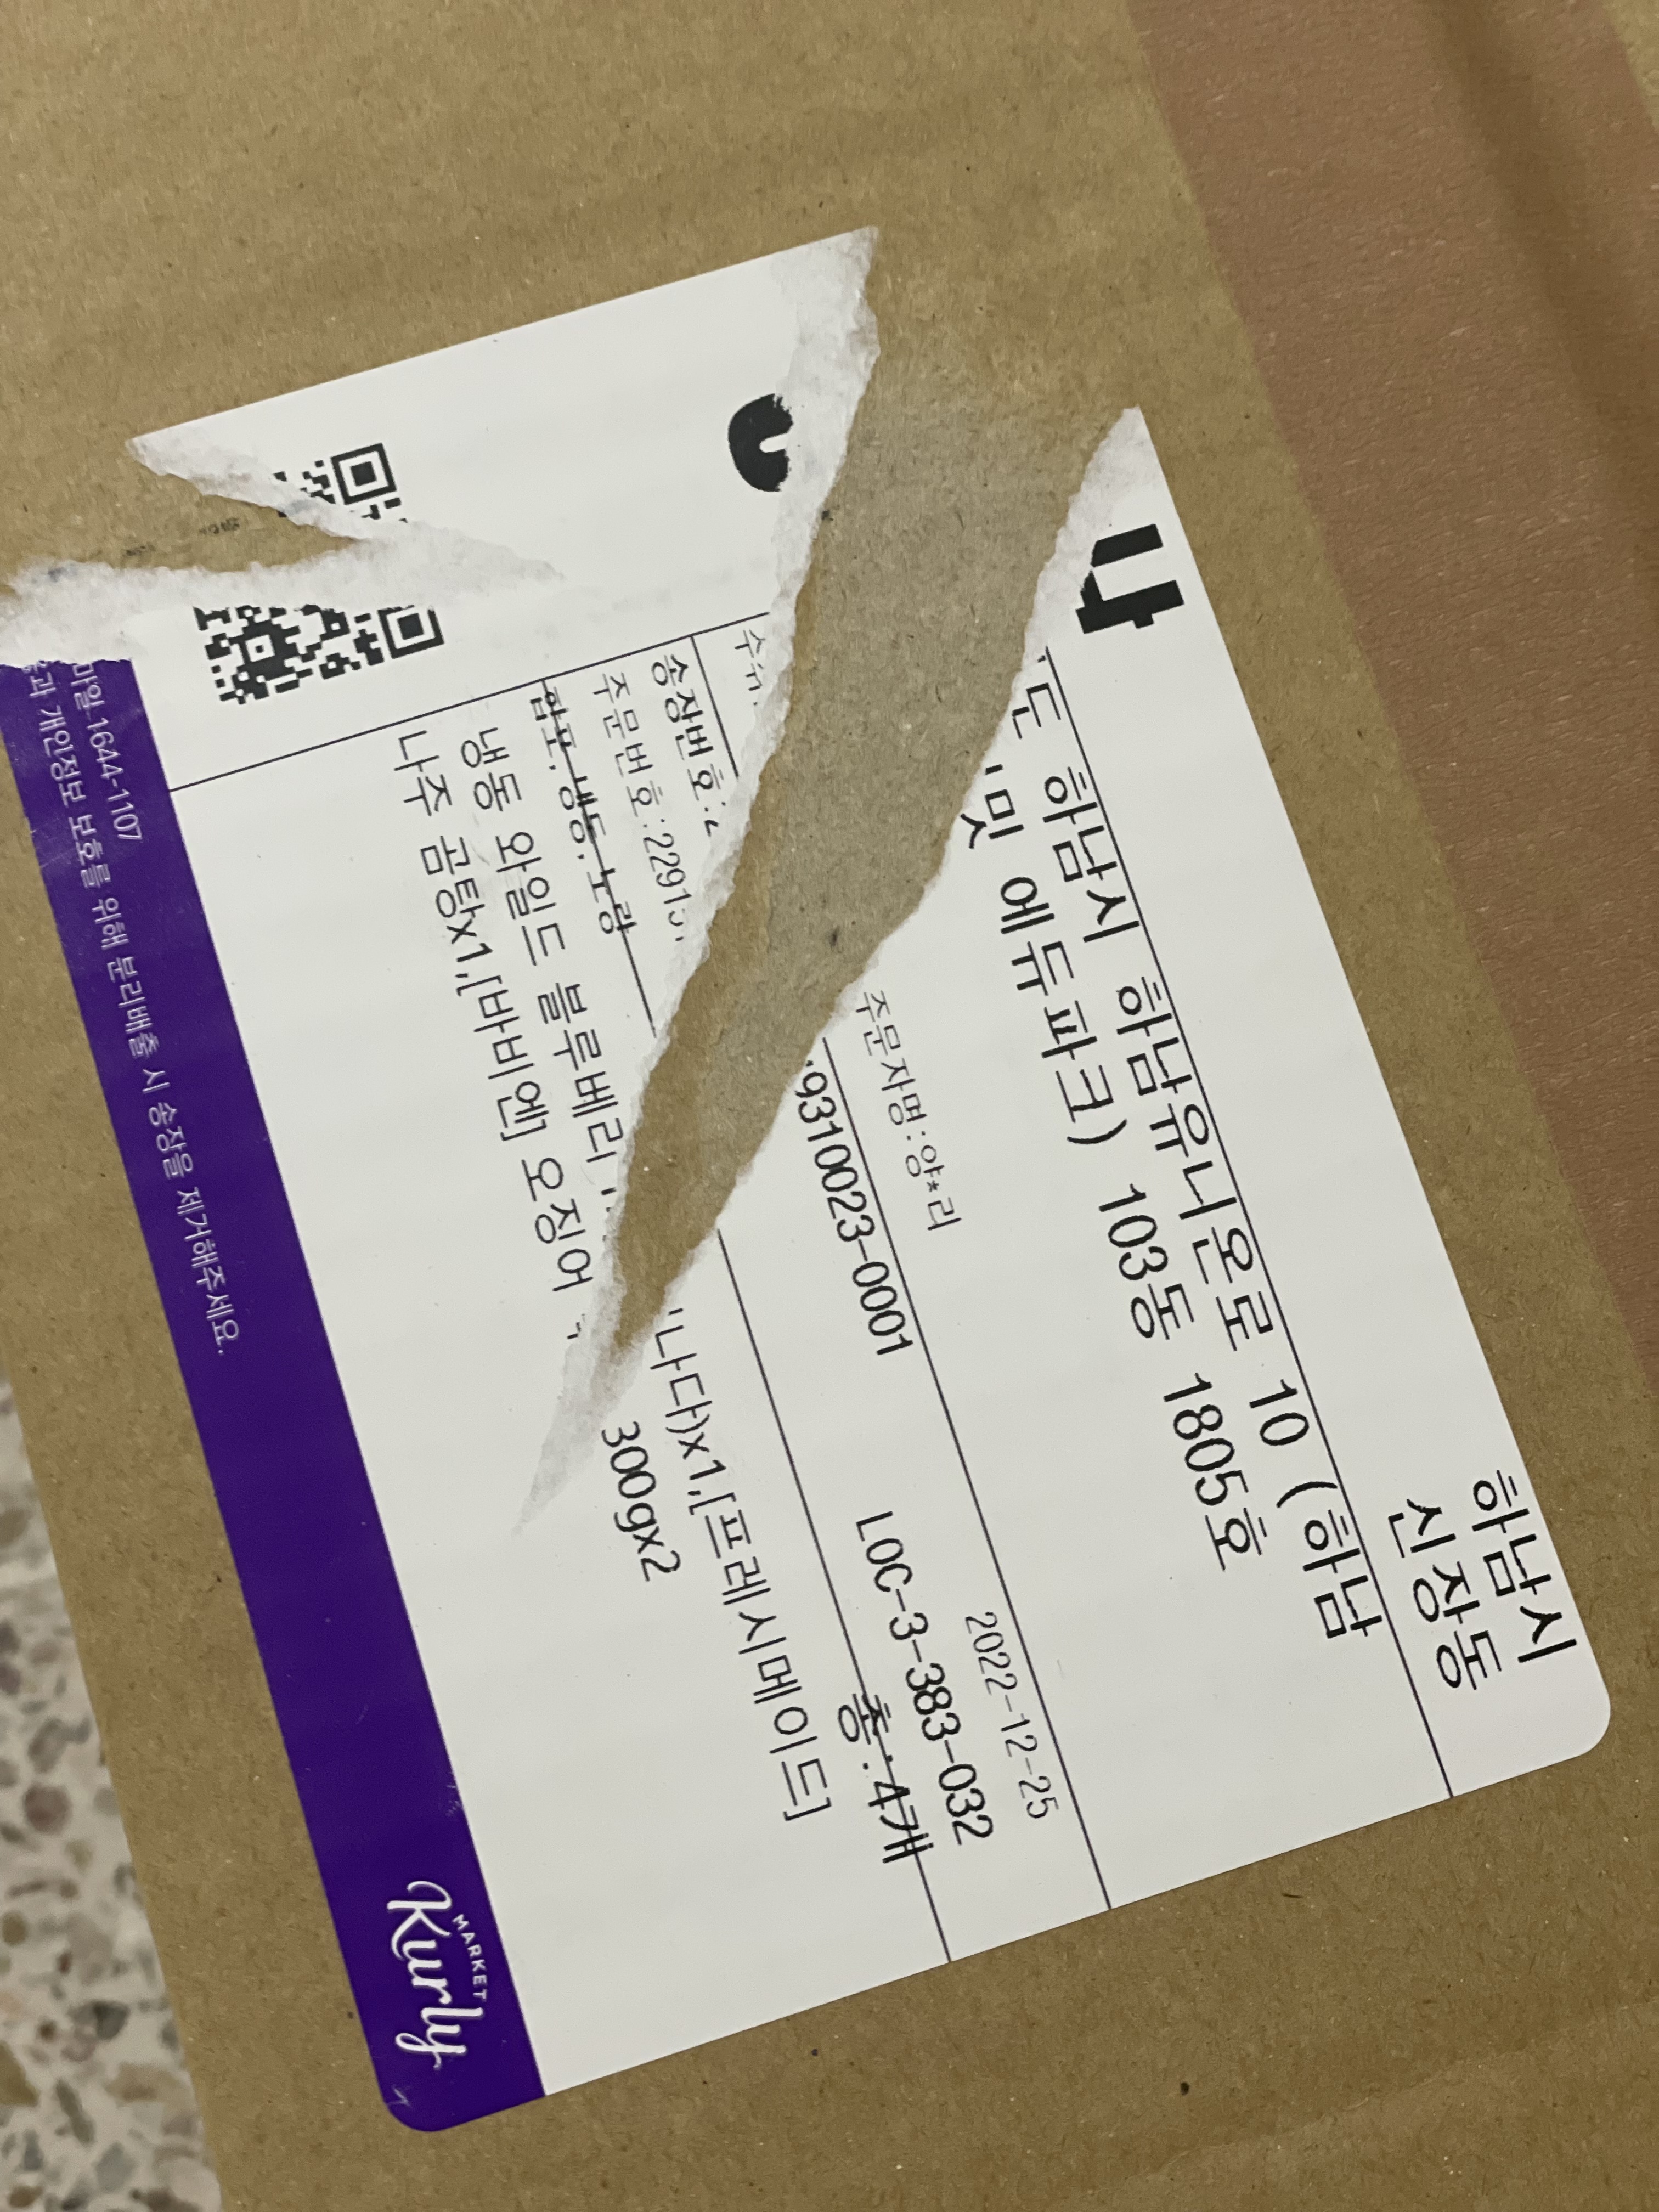 하남시
신장동
하남시 하남유니온로 10 (하남
에듀파크) 103동 1805호
주문자명:양*리
2022-12-25
송장번호:
9310023-0001
LOC-3-383-032
주문번호:2291
합포.냉동.노랑
총.:4개
냉동 와일드 블루베리
나다)x1,[프레시메이드]
나주 곰탕x1,[바비엔] 오징어
300gx2
1644-1107
개인정보 보호를 위해 분리배출 시 송장을 제거해주세요.
MARKET
Kurly